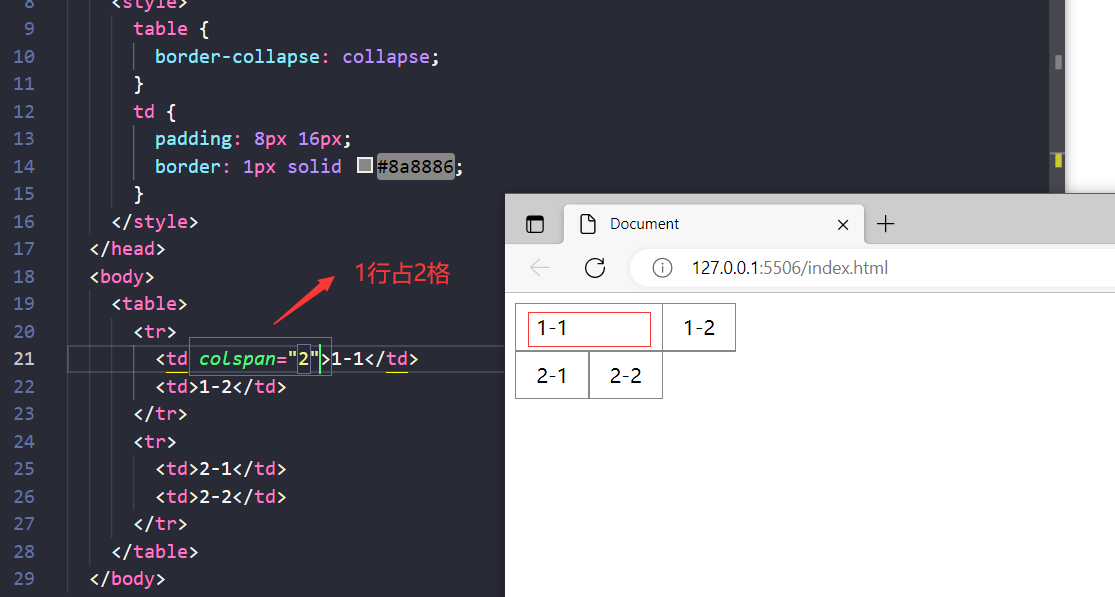 8 <style>
9 table {
10 border-collapse: collapse;
11 }
12 td {
13 padding: 8px 16px;
14 border: 1px solid #8a8886;
15 }
16 </style>
17 </head>
18 <body>
19 <table>
20 <tr>
21 <td colspan="2">1-1</td>
22 <td>1-2</td>
23 </tr>
24 <tr>
25 <td>2-1</td>
26 <td>2-2</td>
27 </tr>
28 </table>
29 </body>
1行占2格
Document
127.0.0.1:5506/index.html
1-1 1-2
2-1 2-2